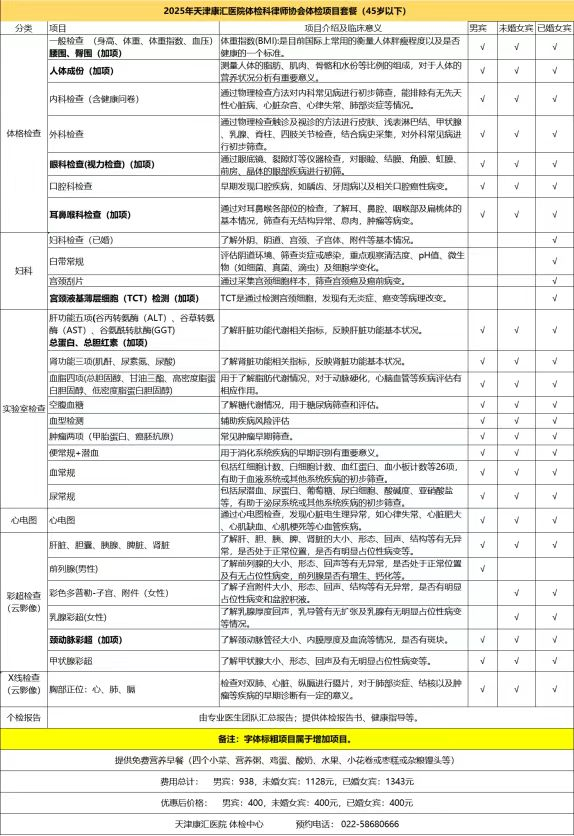 2025年天津康汇医院体检科律师协会体检项目套餐（45岁以下）
分类 项目 项目介绍及临床意义 男宾 未婚女宾 已婚女宾
体格检查
一般检查 （身高、体重、体重指数、血压）
腰围、臀围（加项）
体重指数(BMI):是目前国际上常用的衡量人体胖瘦程度以及是否
健康的一个标准。
√ √ √
人体成份（加项）
测量人体的脂肪、肌肉、骨骼和水份等比例的组成，对于人体的
营养状况分析有重要意义。
√ √ √
内科检查（含健康问卷）
通过物理检查方法对内科常见病进行初步筛查，能排除有无先天
性心脏病、心脏杂音、心律失常、肺部炎症等情况。
√ √ √
外科检查
通过物理检查触诊及视诊的方法进行皮肤、浅表淋巴结、甲状腺
、乳腺、脊柱、四肢关节检查，结合病史采集，对外科常见病进
行初步筛查。
√ √ √
眼科检查(视力检查)（加项）
通过眼底镜、裂隙灯等仪器检查，对眼睑、结膜、角膜、虹膜、
前房、晶体的眼部疾病进行初筛。
√ √ √
口腔科检查
早期发现口腔疾病，如龋齿、牙周病以及相关口腔癌性病变。
√ √ √
耳鼻喉科检查（加项）
通过对耳鼻喉各部位的检查，了解耳、鼻腔、咽喉部及扁桃体的
基本情况，筛查有无结构异常、息肉，肿瘤等病变。
√ √ √
妇科
妇科检查（已婚） 了解外阴、阴道、宫颈、子宫体、附件等基本情况。 √
白带常规
评估阴道环境、筛查炎症或感染，重点观察清洁度、pH值、微生
物（如细菌、真菌、滴虫）及细胞学变化。
√
宫颈刮片 通过采集宫颈细胞样本，筛查宫颈癌及癌前病变。 √
宫颈液基薄层细胞（TCT）检测（加项） TCT是通过检测宫颈细胞，发现有无炎症、癌变等病理改变。 √
实验室检查
肝功能五项(谷丙转氨酶（ALT）、谷草转氨
酶（AST）、谷氨酰转肽酶(GGT)
总蛋白、总胆红素（加项）
了解肝脏功能代谢相关指标，反映肝脏功能基本状况。
√ √ √
肾功能三项(肌酐、尿素氮、尿酸) 了解肾脏功能相关指标，反映肾脏功能基本状况。 √ √ √
血脂四项(总胆固醇、甘油三酯、高密度脂蛋
白胆固醇、低密度脂蛋白胆固醇)
用于了解脂肪代谢情况，对于动脉硬化，心脑血管等疾病评估有
相应作用。
√ √ √
空腹血糖 了解糖代谢情况，用于糖尿病筛查和评估。 √ √ √
血型检测 辅助疾病风险评估 √ √ √
肿瘤两项（甲胎蛋白、癌胚抗原） 常见肿瘤早期筛查。 √ √ √
便常规+潜血 用于消化系统疾病的早期识别有重要意义。 √ √ √
血常规
包括红细胞计数、白细胞计数、血红蛋白、血小板计数等26项，
有助于血液系统或其他系统疾病的初步筛查。
√ √ √
尿常规
包括尿潜血、尿蛋白、葡萄糖、尿白细胞、酸碱度、亚硝酸盐
等，有助于泌尿系统或其他系统疾病的初步筛查。
√ √ √
心电图 心电图
通过心电图检查，发现心脏电生理异常，如心律失常、心脏肥大
、心肌缺血、心肌梗死等心血管疾病。
√ √ √
彩超检查
（云影像）
肝脏、胆囊、胰腺、脾脏、肾脏
了解肝、胆、胰、脾、肾脏的大小、形态、回声、结构等有无异
常，是否处于正常位置，是否有明显占位性病变等。
√ √ √
前列腺(男性)
了解前列腺的大小、形态、回声等有无异常，是否处于正常位置
及有无占位性病变，前列腺是否有增生、钙化等。
√
彩色多普勒-子宫、附件（女性）
了解子宫附件大小、形态、回声、结构等有无异常，是否有明显
占位性病变和盆腔积液。
√ √
乳腺彩超(女性)
了解乳腺厚度回声，乳导管有无扩张及乳腺有无明显占位性病变
等情况。
√ √
颈动脉彩超（加项） 了解颈动脉管径大小、内膜厚度及血流等情况，是否有斑块。 √ √ √
甲状腺彩超 了解甲状腺大小、形态、回声及有无明显占位性病变等。 √ √ √
X线检查
（云影像）
胸部正位：心、肺、膈
检查对双肺、心脏、纵膈进行摄片，对于肺部炎症、结核以及肿
瘤等疾病的早期诊断有一定的意义。
√ √ √
个检报告 由专业医生团队汇总报告；提供体检报告书、健康指导等。
备注：字体标粗项目属于增加项目。
提供免费营养早餐（四个小菜、营养粥、鸡蛋、酸奶、水果、小花卷或枣糕或杂粮馒头等）
费用总计： 男宾：938，未婚女宾：1128元，已婚女宾：1343元
优惠后价格： 男宾：400，未婚女宾：400元，已婚女宾：400元
天津康汇医院 体检中心 预约电话： 022-58680666